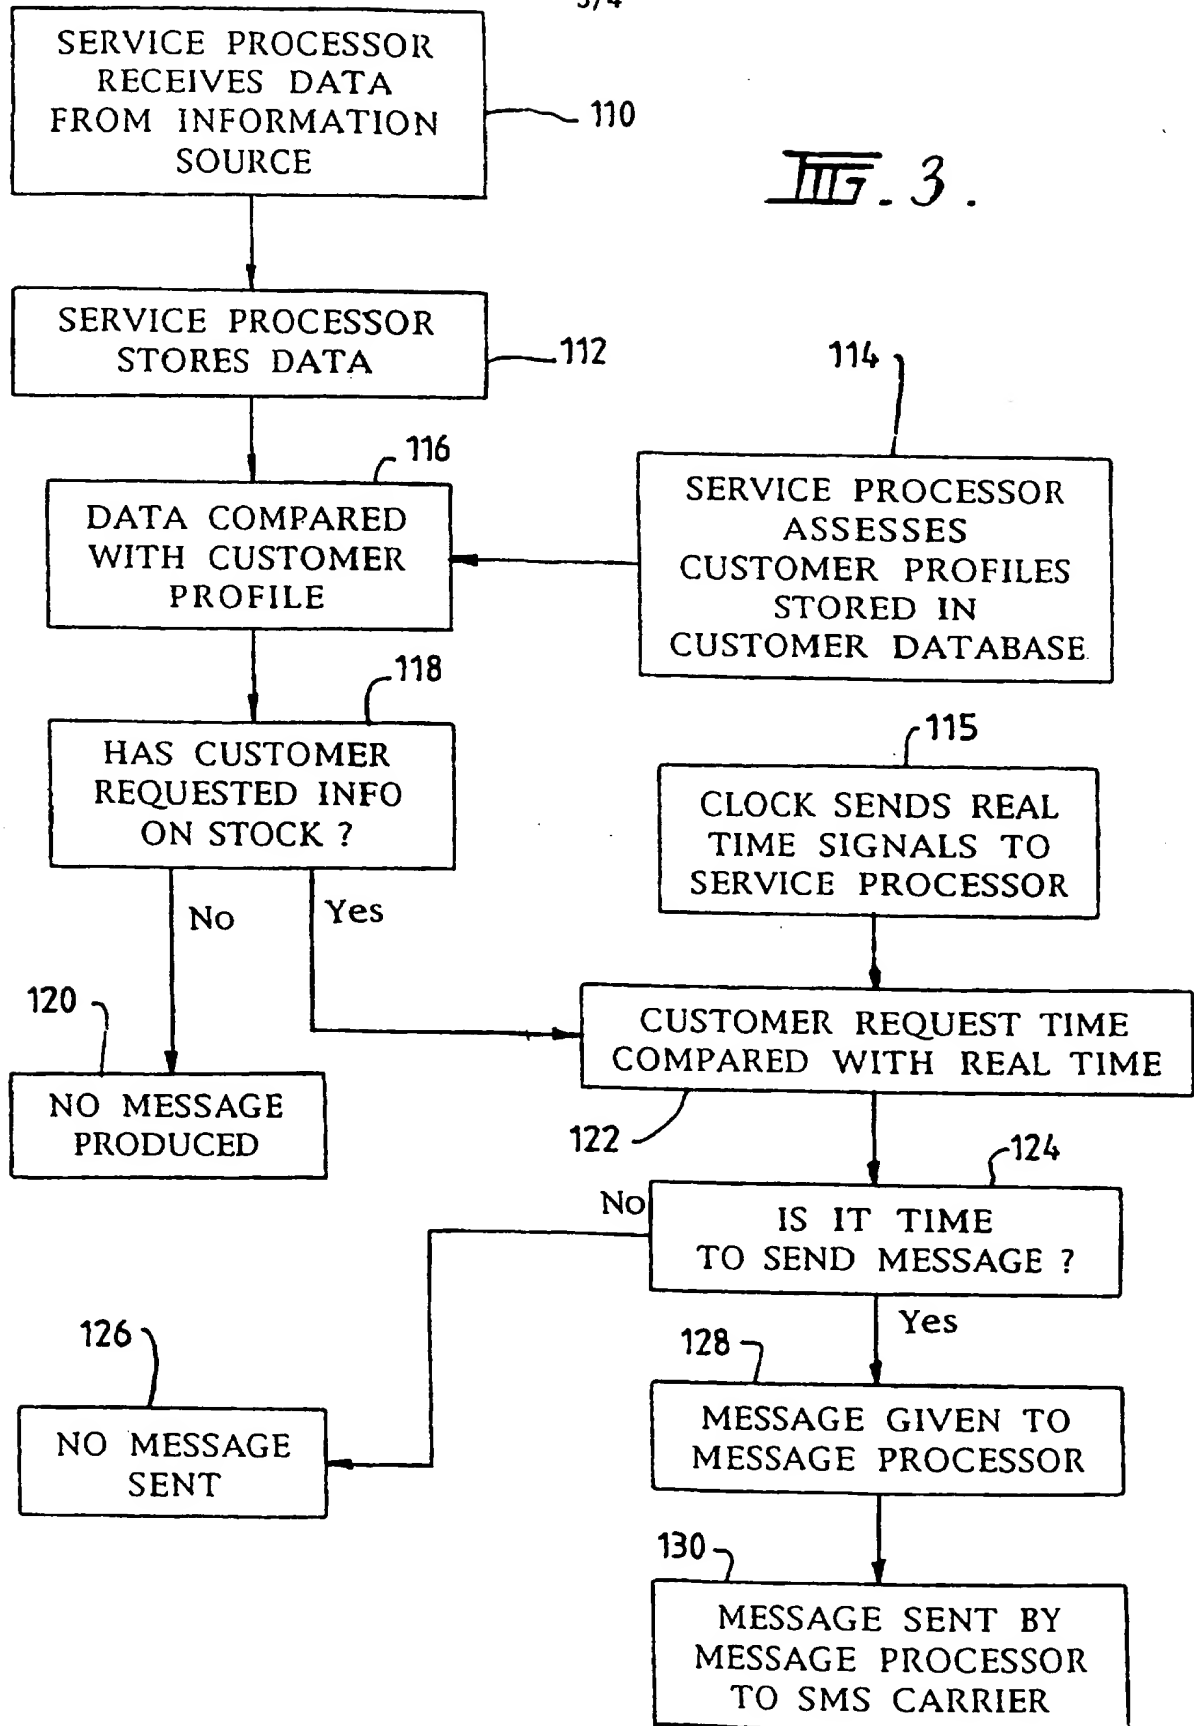 3/4
SERVICE PROCESSOR
RECEIVES DATA
FROM INFORMATION
SOURCE
110
FIG. 3.
SERVICE PROCESSOR
STORES DATA
112
114
116
DATA COMPARED
WITH CUSTOMER
PROFILE
SERVICE PROCESSOR
ASSESSES
CUSTOMER PROFILES
STORED IN
CUSTOMER DATABASE
118
HAS CUSTOMER
REQUESTED INFO
ON STOCK ?
115
CLOCK SENDS REAL
TIME SIGNALS TO
SERVICE PROCESSOR
No
Yes
120
NO MESSAGE
PRODUCED
CUSTOMER REQUEST TIME
COMPARED WITH REAL TIME
122
124
No
IS IT TIME
TO SEND MESSAGE ?
Yes
126
NO MESSAGE
SENT
128
MESSAGE GIVEN TO
MESSAGE PROCESSOR
130
MESSAGE SENT BY
MESSAGE PROCESSOR
TO SMS CARRIER